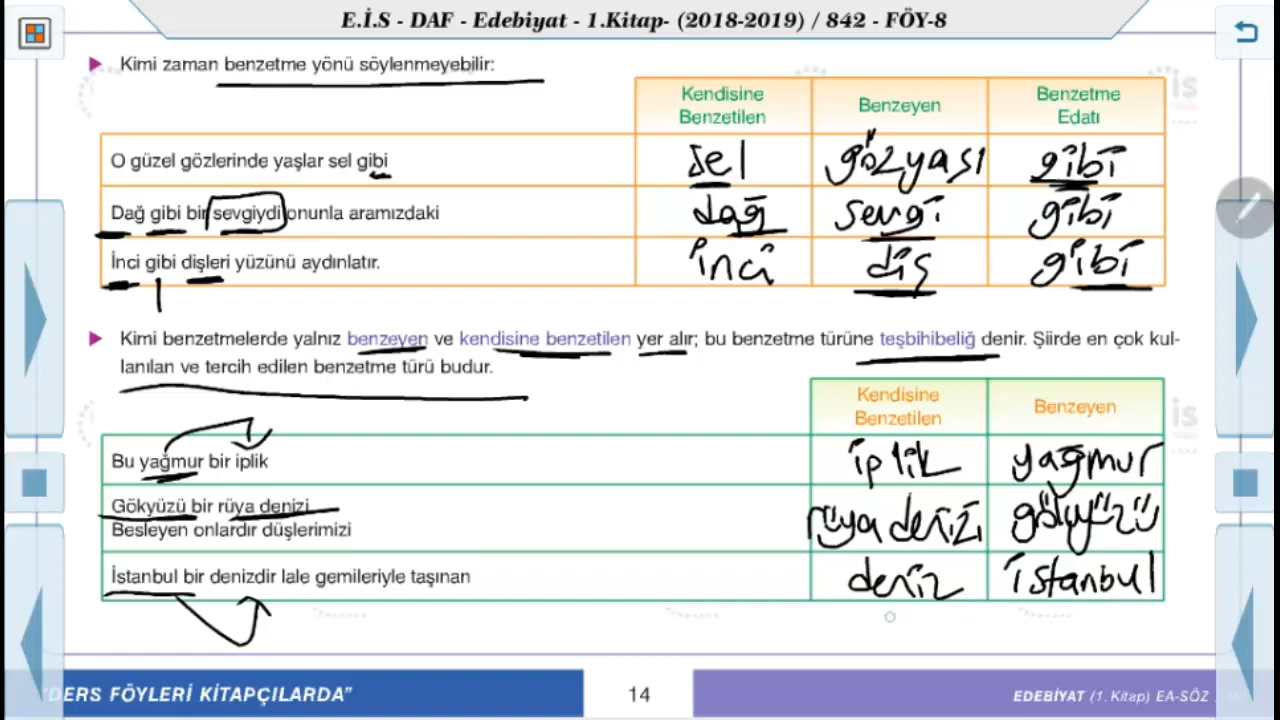 E.İ.S - DAF - Edebiyat - 1.Kitap- (2018-2019) / 842 - FÖY-8
Kimi zaman benzetme yönü söylenmeyebilir:
Kendisine Benzetilen
Benzeyen
Benzetme Edatı
O güzel gözlerinde yaşlar sel gibi
sel
gözyaşı
gibi
Dağ gibi bir sevgiydi onunla aramızdaki
dağ
sevgi
gibi
İnci gibi dişleri yüzünü aydınlatır.
inci
diş
gibi
Kimi benzetmelerde yalnız benzeyen ve kendisine benzetilen yer alır; bu benzetme türüne teşbihibeliğ denir. Şiirde en çok kul-
lanılan ve tercih edilen benzetme türü budur.
Kendisine Benzetilen
Benzeyen
Bu yağmur bir iplik
iplik
yağmur
Gökyüzü bir rüya denizi
Besleyen onlardır düşlerimizi
rüya denizi
gökyüzü
İstanbul bir denizdir lale gemileriyle taşınan
deniz
istanbul
"DERS FÖYLERİ KİTAPÇILARDA"
14
EDEBİYAT (1. Kitap) EA-SÖZ